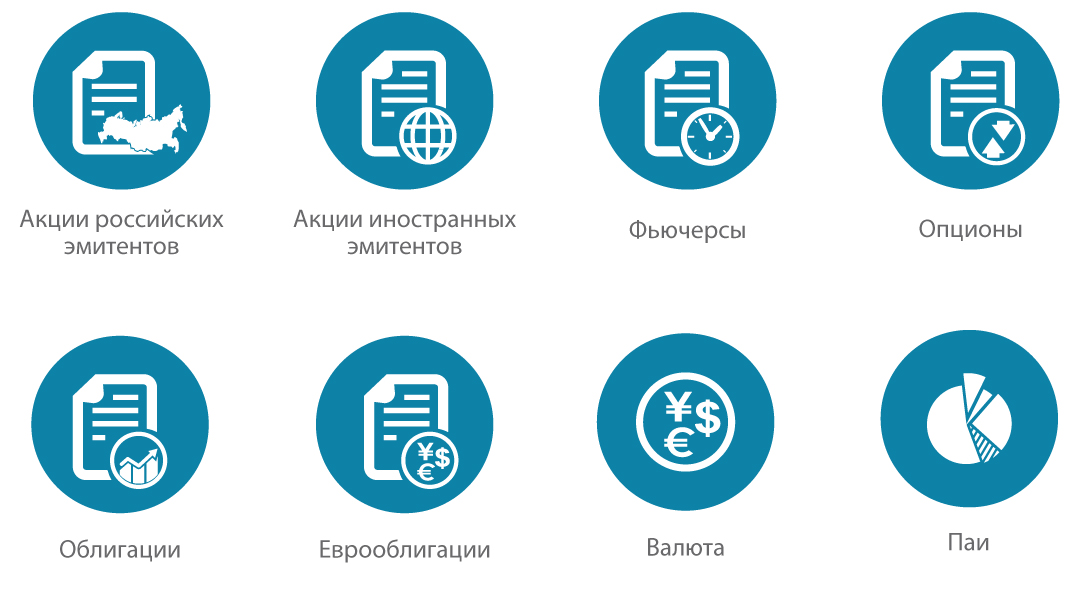 Акции российских
эмитентов
Акции иностранных
эмитентов
Фьючерсы
Опционы
¥
$
€
¥
$
€
Облигации
Еврооблигации
Валюта
Паи